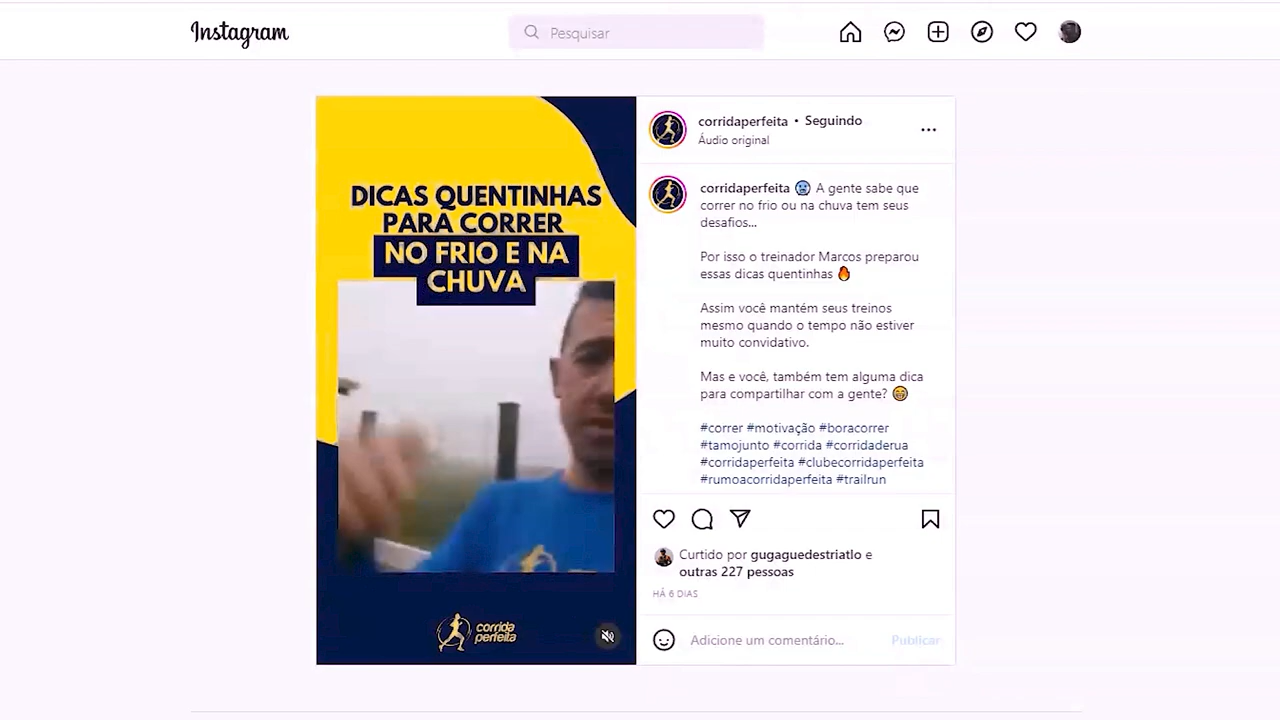 Instagram
Pesquisar
DICAS QUENTINHAS
PARA CORRER
NO FRIO E NA
CHUVA
corrida
perfeita
corridaperfeita • Seguindo
Áudio original
corridaperfeita 🥶 A gente sabe que
correr no frio ou na chuva tem seus
desafios...
Por isso o treinador Marcos preparou
essas dicas quentinhas 🔥
Assim você mantém seus treinos
mesmo quando o tempo não estiver
muito convidativo.
Mas e você, também tem alguma dica
para compartilhar com a gente? 😁
#correr #motivação #boracorrer
#tamojunto #corrida #corridaderua
#corridaperfeita #clubecorridaperfeita
#rumoacorridaperfeita #trailrun
Curtido por gugaguedestriatlo e
outras 227 pessoas
HÁ 6 DIAS
Adicione um comentário... Publicar